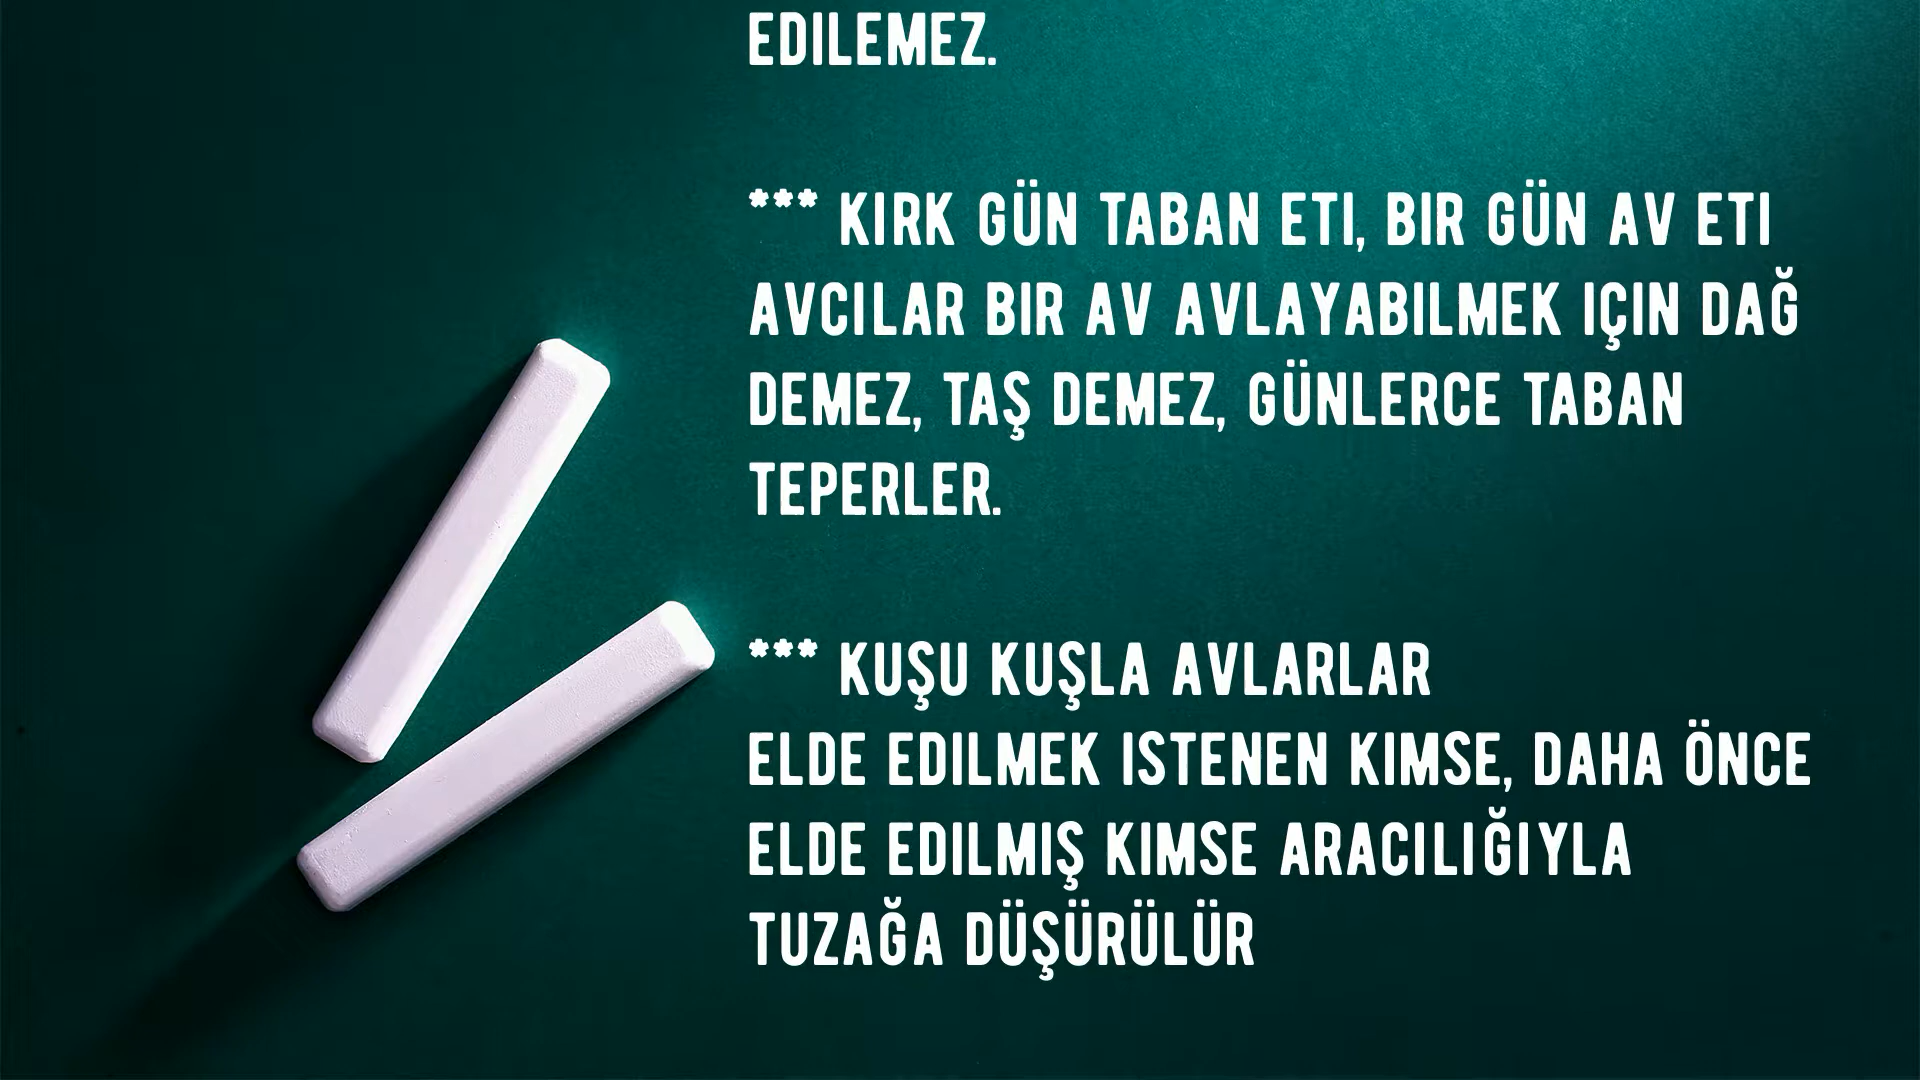 EDILEMEZ.
*** KIRK GÜN TABAN ETI, BIR GÜN AV ETI
AVCILAR BIR AV AVLAYABILMEK IÇIN DAĞ
DEMEZ, TAŞ DEMEZ, GÜNLERCE TABAN
TEPERLER.
*** KUŞU KUŞLA AVLARLAR
ELDE EDILMEK ISTENEN KIMSE, DAHA ÖNCE
ELDE EDILMIŞ KIMSE ARACILIĞIYLA
TUZAĞA DÜŞÜRÜLÜR